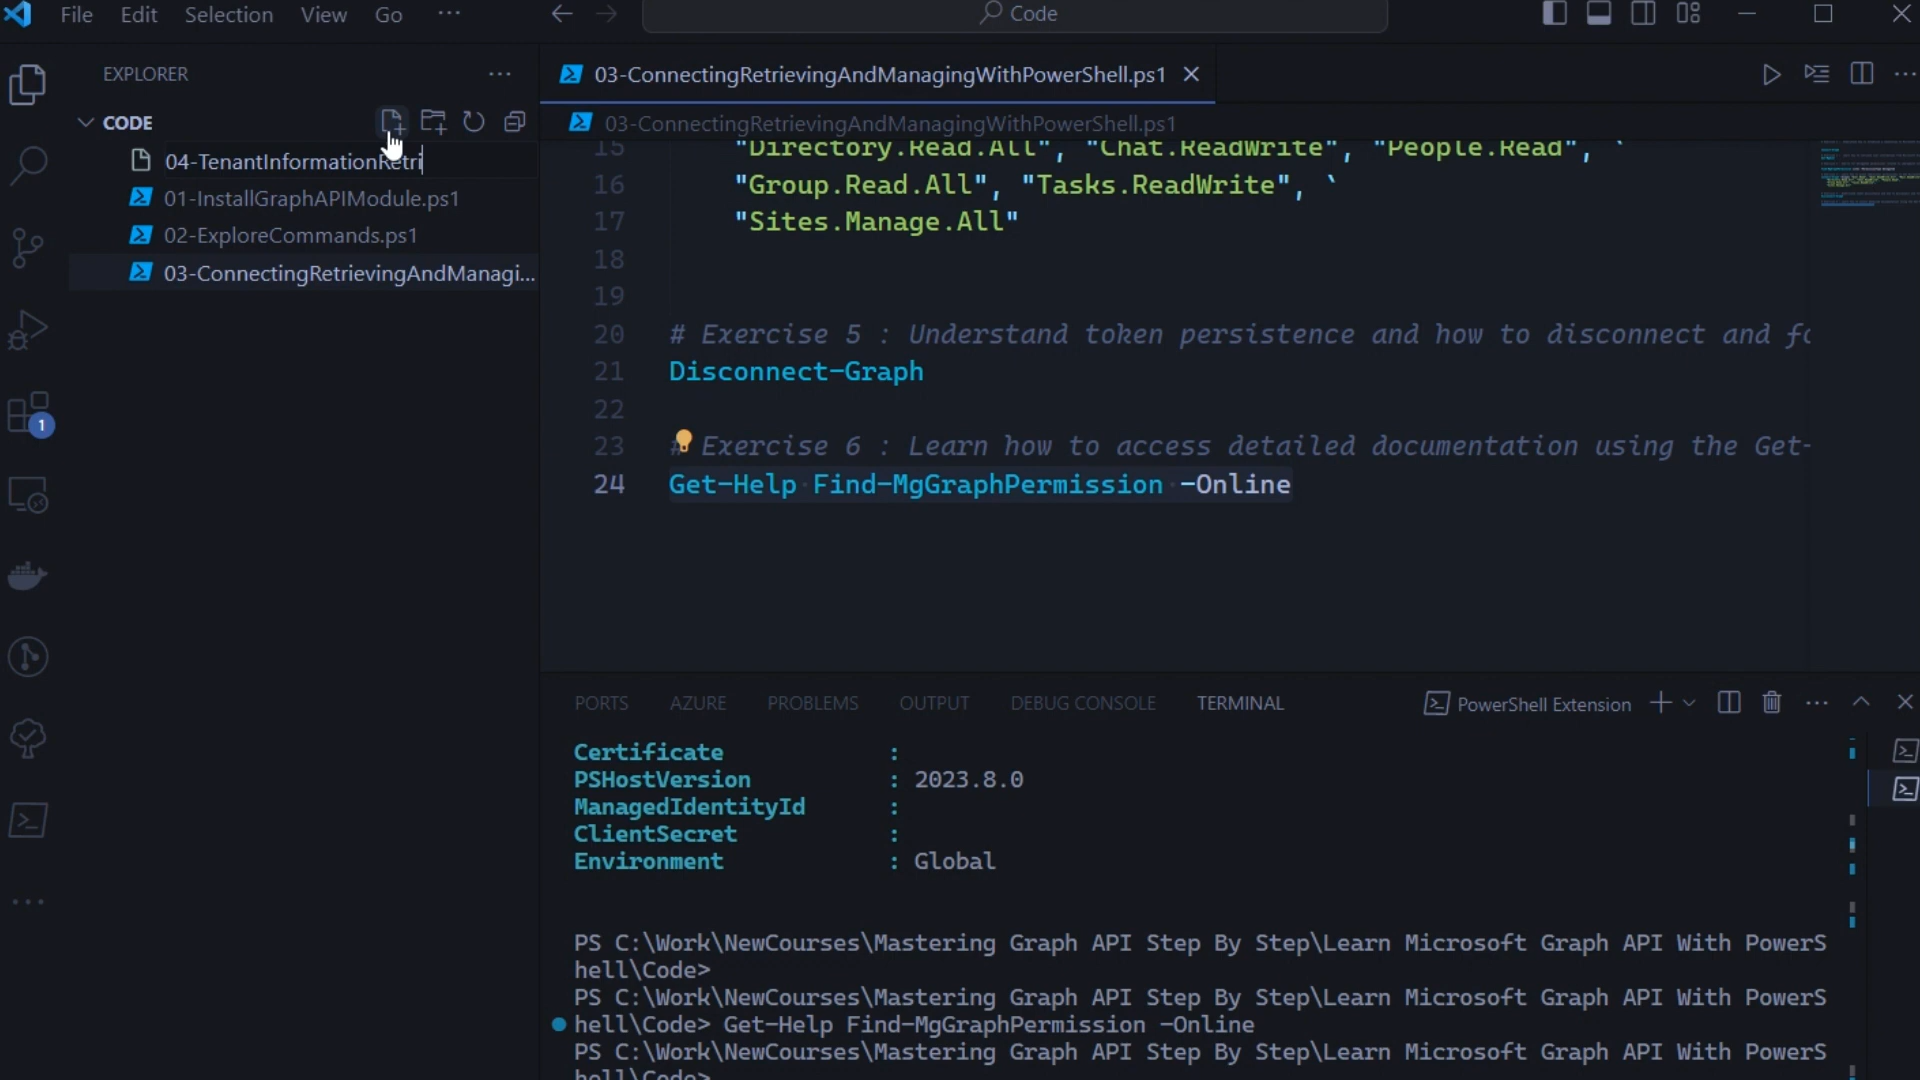 File Edit Selection View Go ··· Code
EXPLORER ···
CODE
04-TenantInformationRetri
01-InstallGraphAPIModule.ps1
02-ExploreCommands.ps1
03-ConnectingRetrievingAndManagi...
1
03-ConnectingRetrievingAndManagingWithPowerShell.ps1
03-ConnectingRetrievingAndManagingWithPowerShell.ps1
15 "Directory.Read.All", "Chat.ReadWrite", "People.Read", `
16 "Group.Read.All", "Tasks.ReadWrite", `
17 "Sites.Manage.All"
18
19
20 # Exercise 5 : Understand token persistence and how to disconnect and fo
21 Disconnect-Graph
22
23 # Exercise 6 : Learn how to access detailed documentation using the Get-
24 Get-Help Find-MgGraphPermission -Online
PORTS AZURE PROBLEMS OUTPUT DEBUG CONSOLE TERMINAL PowerShell Extension
Certificate :
PSHostVersion : 2023.8.0
ManagedIdentityId :
ClientSecret :
Environment : Global
PS C:\Work\NewCourses\Mastering Graph API Step By Step\Learn Microsoft Graph API With PowerS
hell\Code>
PS C:\Work\NewCourses\Mastering Graph API Step By Step\Learn Microsoft Graph API With PowerS
hell\Code> Get-Help Find-MgGraphPermission -Online
PS C:\Work\NewCourses\Mastering Graph API Step By Step\Learn Microsoft Graph API With PowerS
hell\Code>